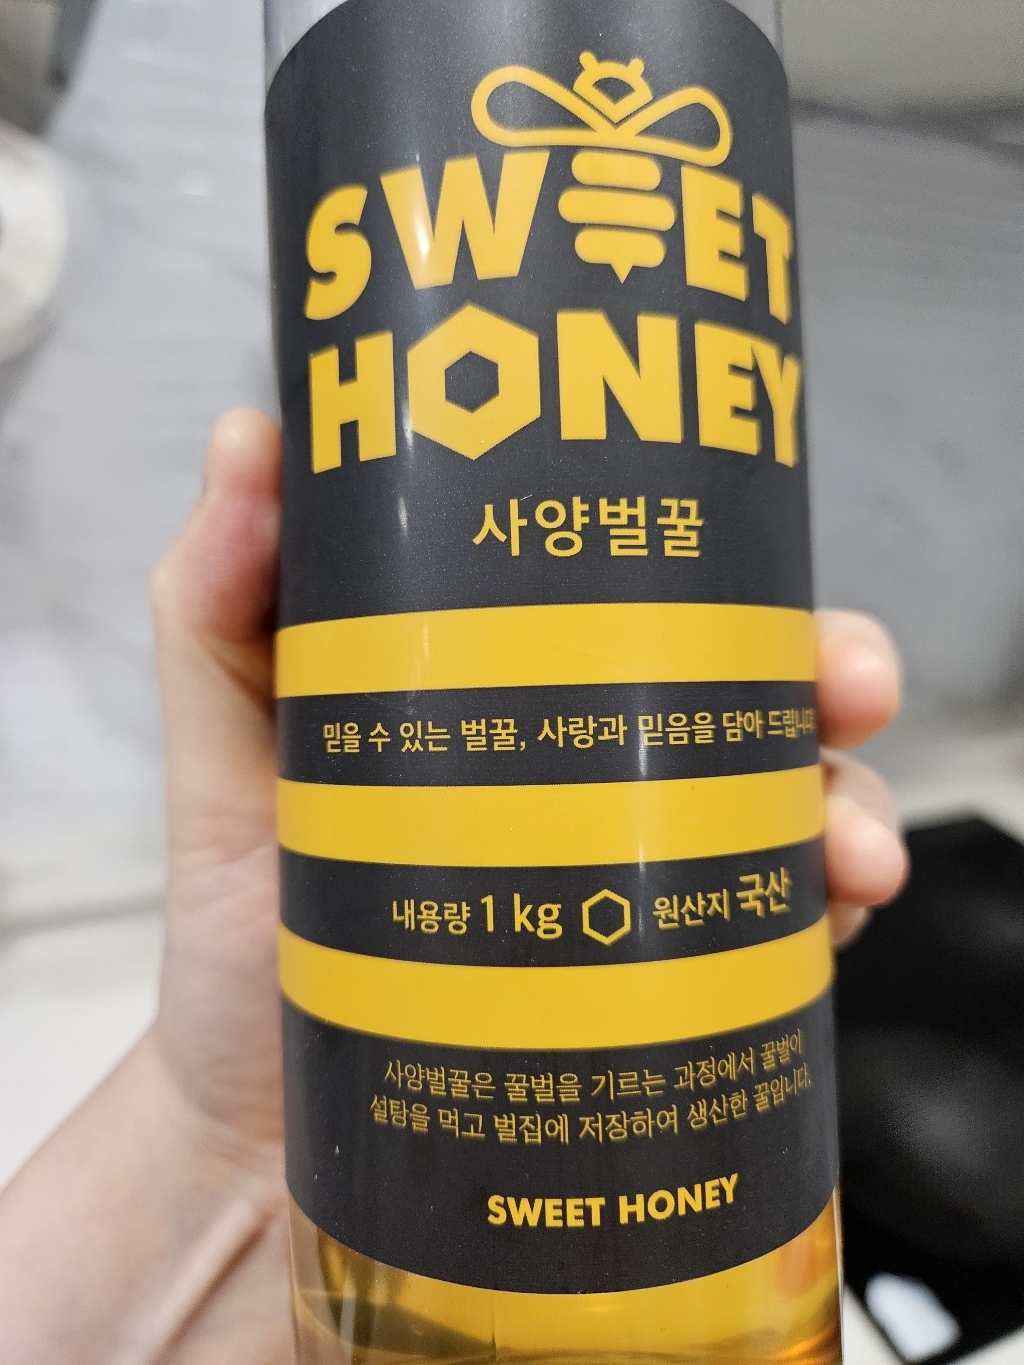 SWEET
HONEY
사양벌꿀
믿을 수 있는 벌꿀, 사랑과 믿음을 담아 드립니다
내용량 1 kg 원산지 국산
사양벌꿀은 꿀벌을 기르는 과정에서 꿀벌이
설탕을 먹고 벌집에 저장하여 생산한 꿀입니다.
SWEET HONEY